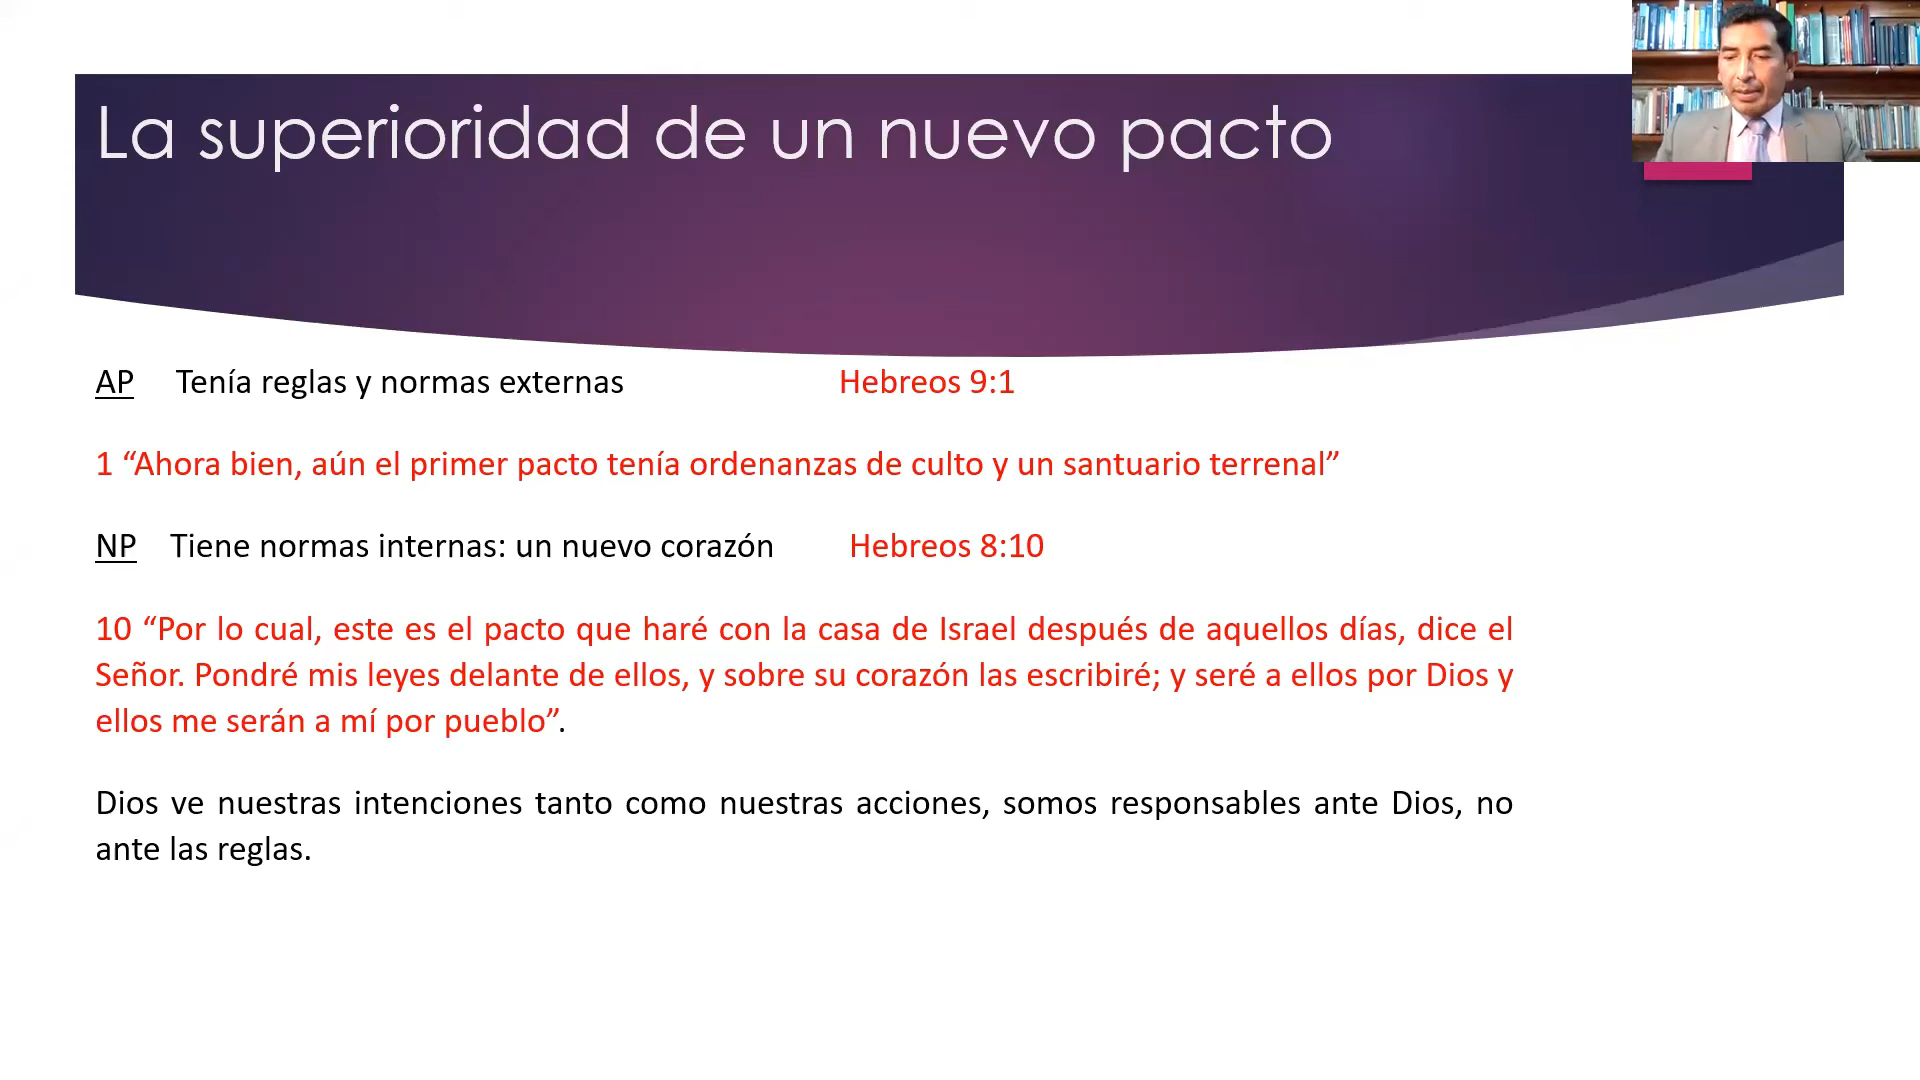 La superioridad de un nuevo pacto
AP Tenía reglas y normas externas Hebreos 9:1
1 “Ahora bien, aún el primer pacto tenía ordenanzas de culto y un santuario terrenal”
NP Tiene normas internas: un nuevo corazón Hebreos 8:10
10 “Por lo cual, este es el pacto que haré con la casa de Israel después de aquellos días, dice el
Señor. Pondré mis leyes delante de ellos, y sobre su corazón las escribiré; y seré a ellos por Dios y
ellos me serán a mí por pueblo”.
Dios ve nuestras intenciones tanto como nuestras acciones, somos responsables ante Dios, no
ante las reglas.